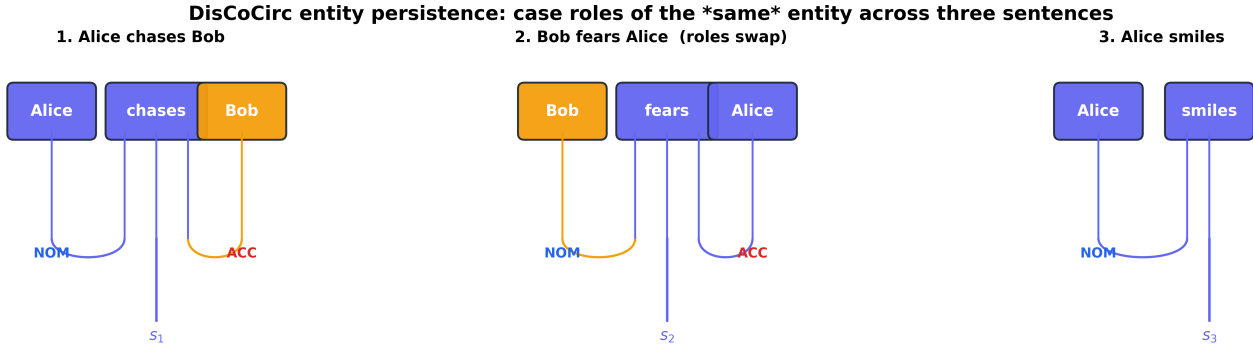 DisCoCirc entity persistence: case roles of the *same* entity across three sentences
1. Alice chases Bob
2. Bob fears Alice  (roles swap)
3. Alice smiles
Alice chases Bob
Bob fears Alice
Alice smiles
NOM ACC
NOM ACC
NOM
s₁
s₂
s₃